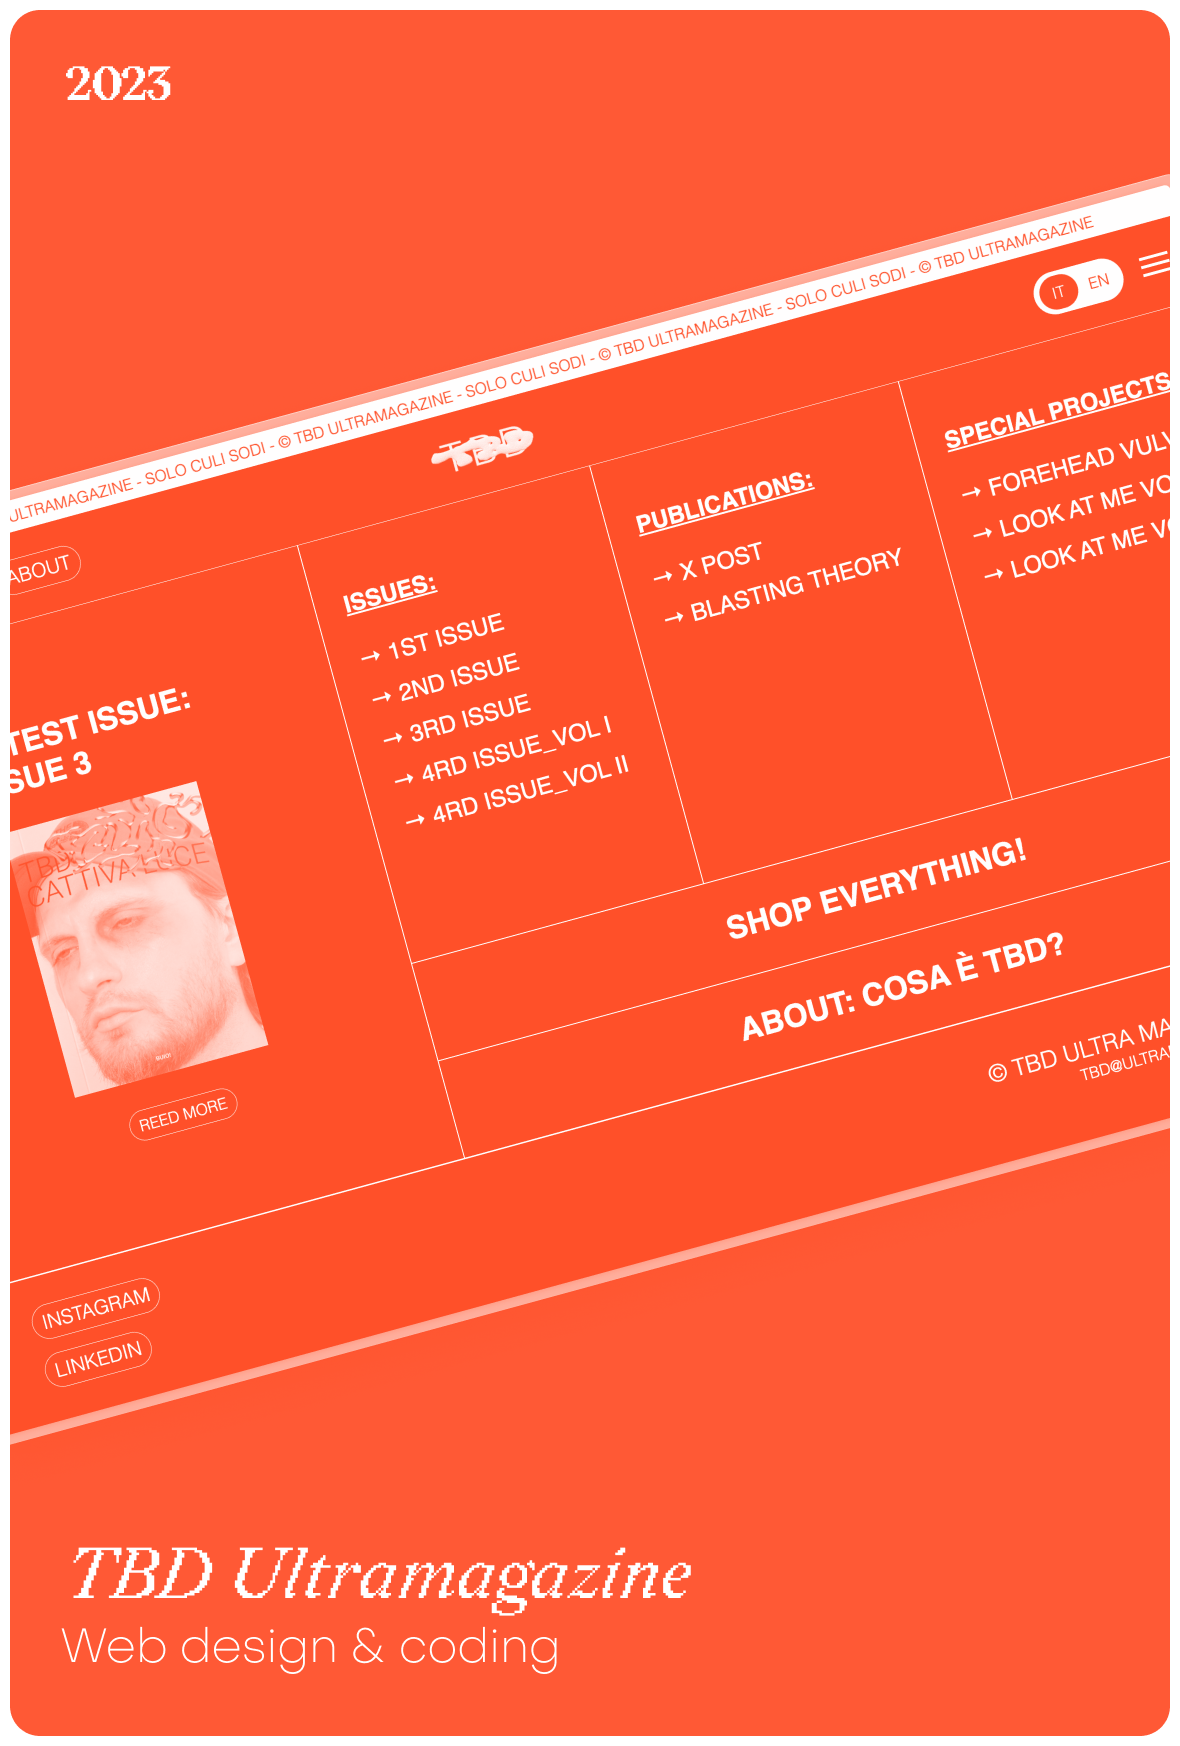 2023
ULTRAMAGAZINE - SOLO CULI SODI - © TBD ULTRAMAGAZINE - SOLO CULI SODI - © TBD ULTRAMAGAZINE - SOLO CULI SODI - © TBD ULTRAMAGAZINE
IT EN
TBD
ABOUT
TEST ISSUE:
SUE 3
TBD
CATTIVA LUCE
REED MORE
ISSUES:
→ 1ST ISSUE
→ 2ND ISSUE
→ 3RD ISSUE
→ 4RD ISSUE_VOL I
→ 4RD ISSUE_VOL II
PUBLICATIONS:
→ X POST
→ BLASTING THEORY
SPECIAL PROJECTS
→ FOREHEAD VULV
→ LOOK AT ME VO
→ LOOK AT ME VO
SHOP EVERYTHING!
ABOUT: COSA È TBD?
© TBD ULTRA MA
TBD@ULTRA
INSTAGRAM
LINKEDIN
TBD Ultramagazine
Web design & coding